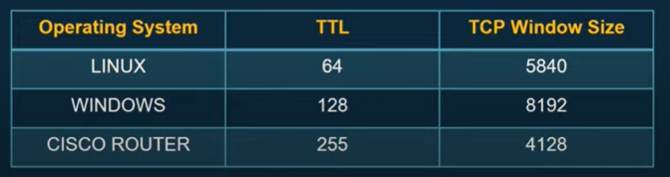 Operating System TTL TCP Window Size
LINUX 64 5840
WINDOWS 128 8192
CISCO ROUTER 255 4128